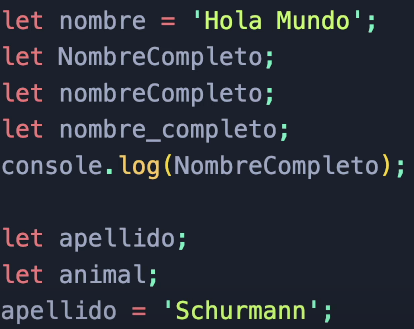 let nombre = 'Hola Mundo';
let NombreCompleto;
let nombreCompleto;
let nombre_completo;
console.log(NombreCompleto);
let apellido;
let animal;
apellido = 'Schurmann';